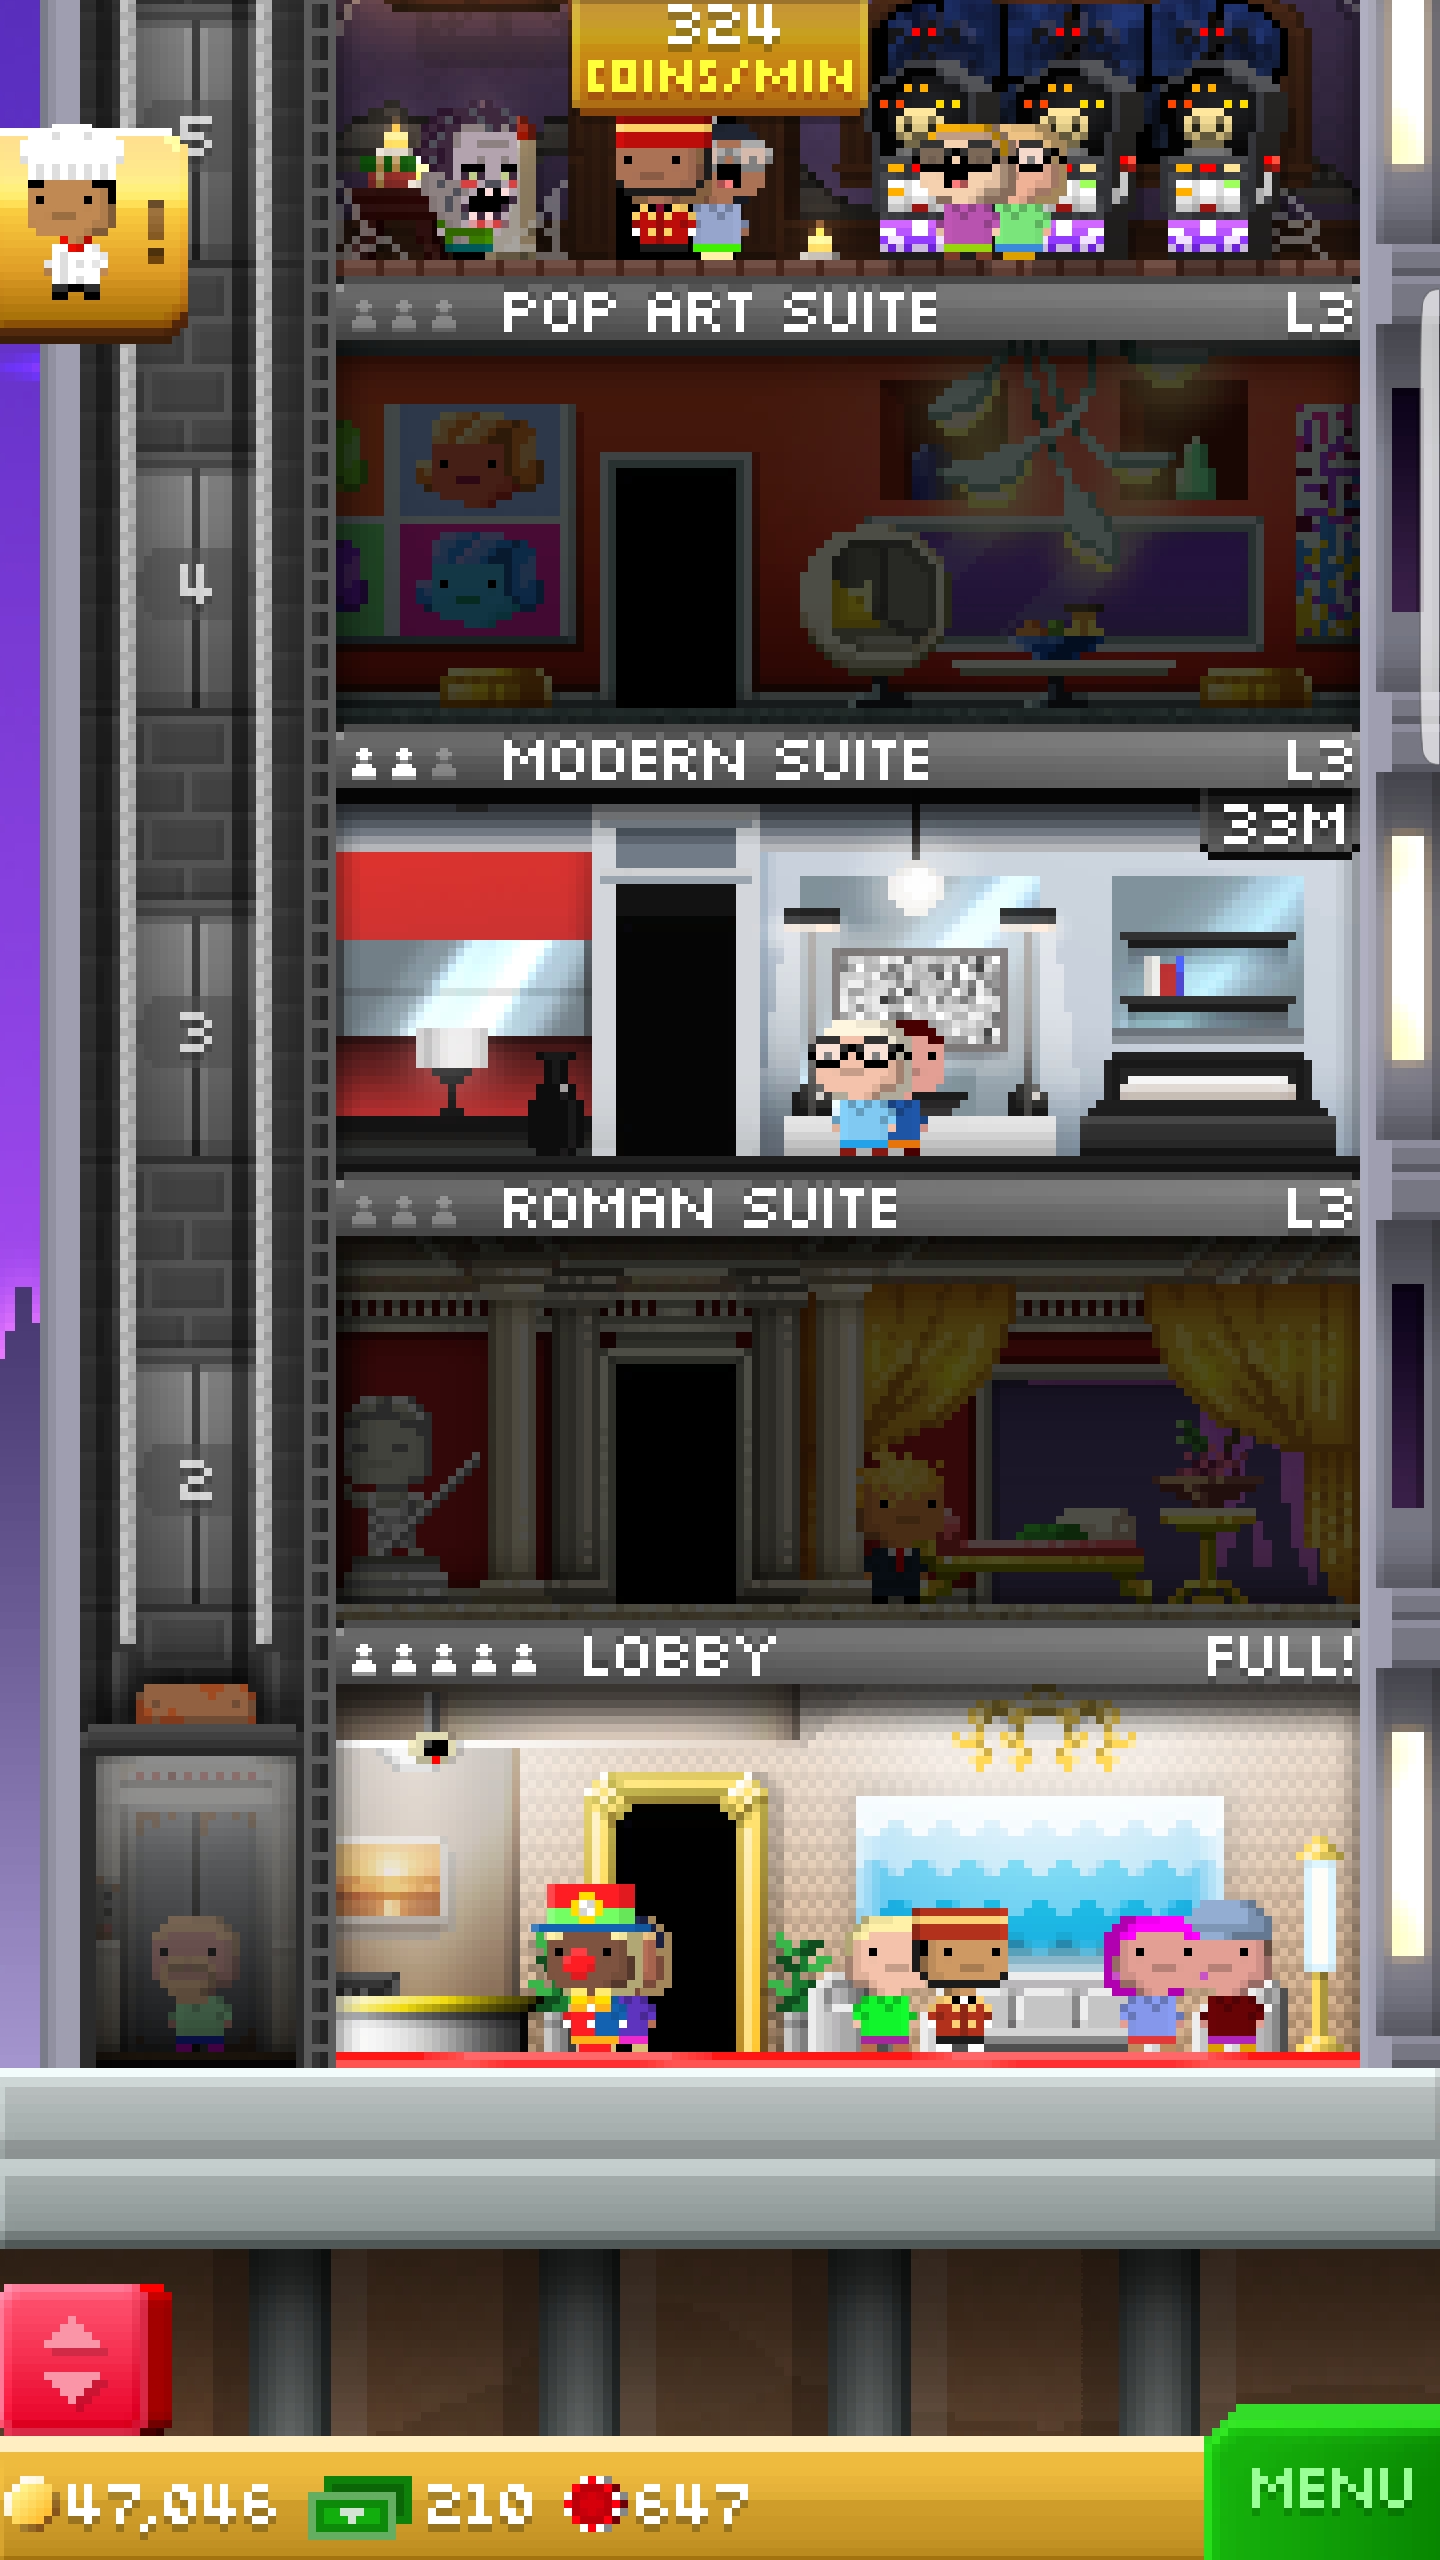 324
COINS/MIN
5
!
POP ART SUITE L3
4
MODERN SUITE L3
33M
3
ROMAN SUITE L3
2
LOBBY FULL!
47,046 210 647
MENU